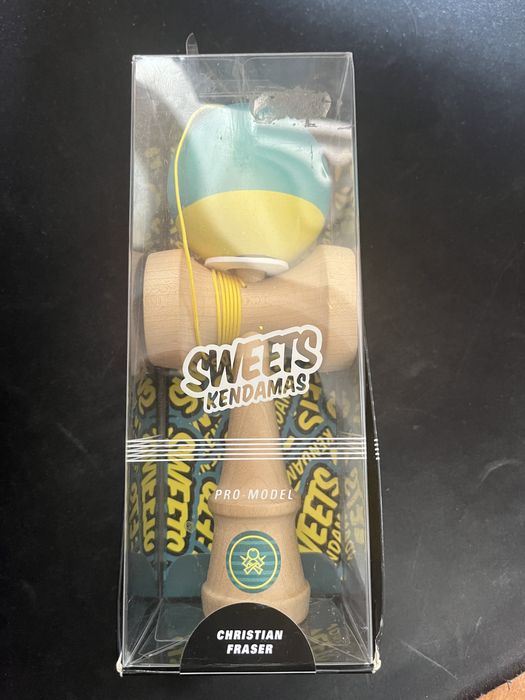 SWEETS
KENDAMAS
PRO-MODEL
CHRISTIAN
FRASER